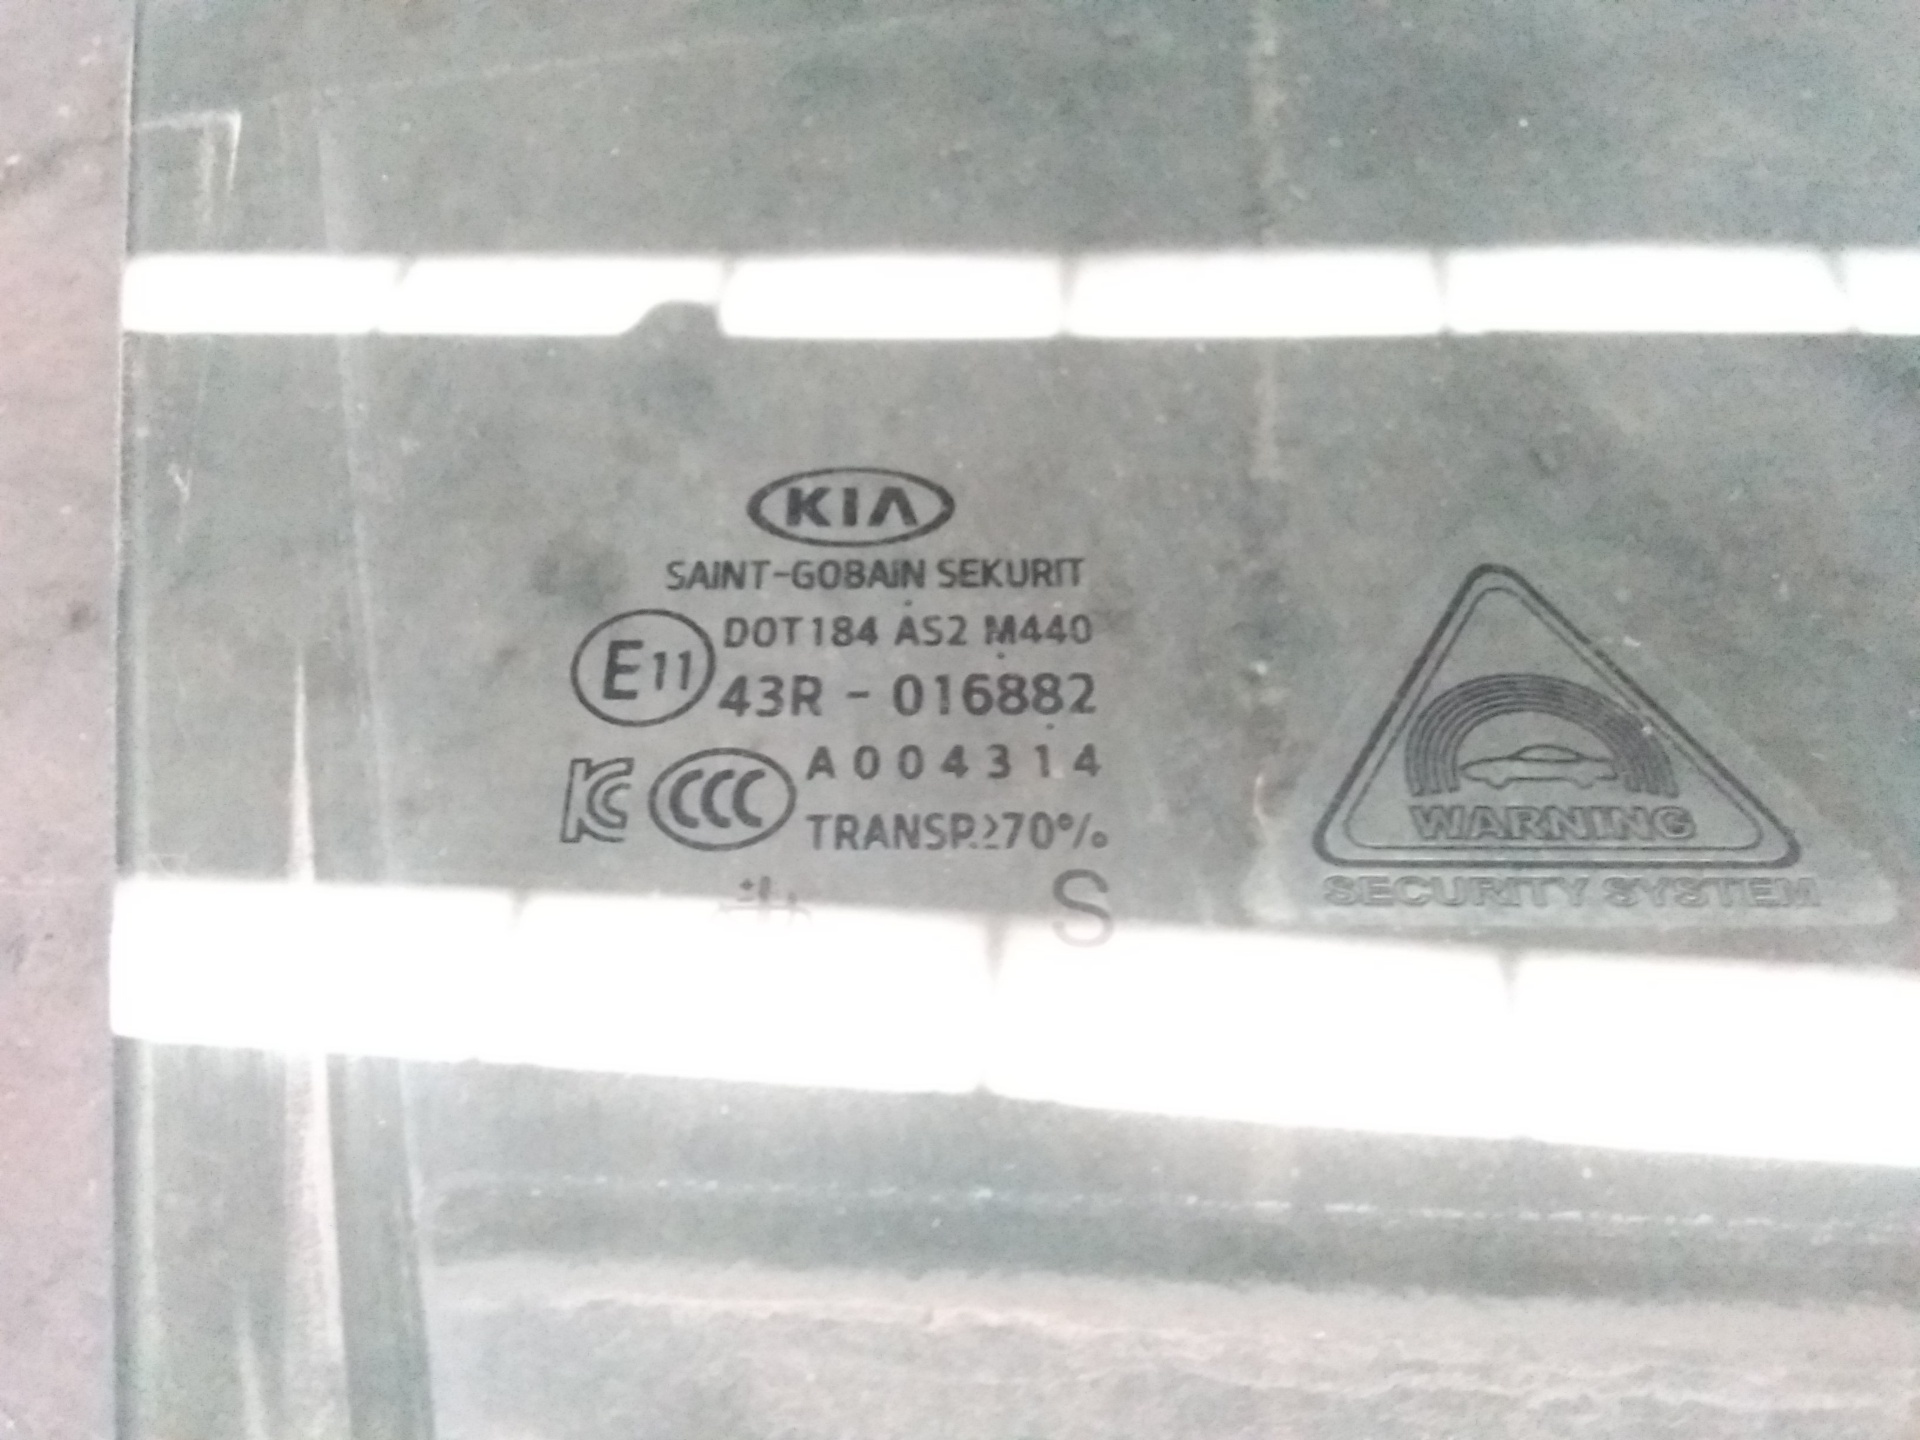 KIA
SAINT-GOBAIN SEKURIT
E11
DOT184 AS2 M440
43R - 016882
KC CCC
A004314
TRANSP.≥70%
S
WARNING
SECURITY SYSTEM